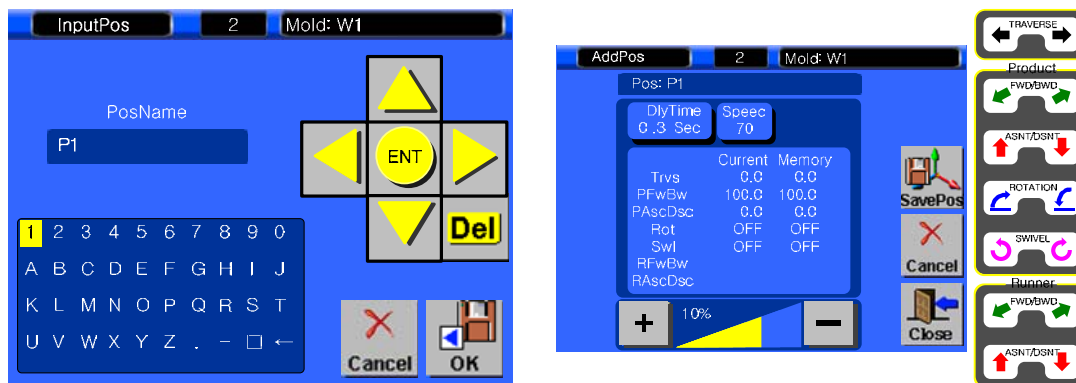 InputPos 2 Mold: W1
PosName
P1
ENT
Del
1 2 3 4 5 6 7 8 9 0
A B C D E F G H I J
K L M N O P Q R S T
U V W X Y Z . - □ ←
Cancel OK
AddPos 2 Mold: W1
Pos: P1
DlyTime Speec
0.3 Sec 70
Current Memory
Trvs 0.0 0.0
PFwBw 100.0 100.0
PAscDsc 0.0 0.0
Rot OFF OFF
Swl OFF OFF
RFwBw
RAscDsc
+ 10% -
SavePos
Cancel
Close
TRAVERSE
Product
FWD/BWD
ASNT/DSNT
ROTATION
SWIVEL
Runner
FWD/BWD
ASNT/DSNT